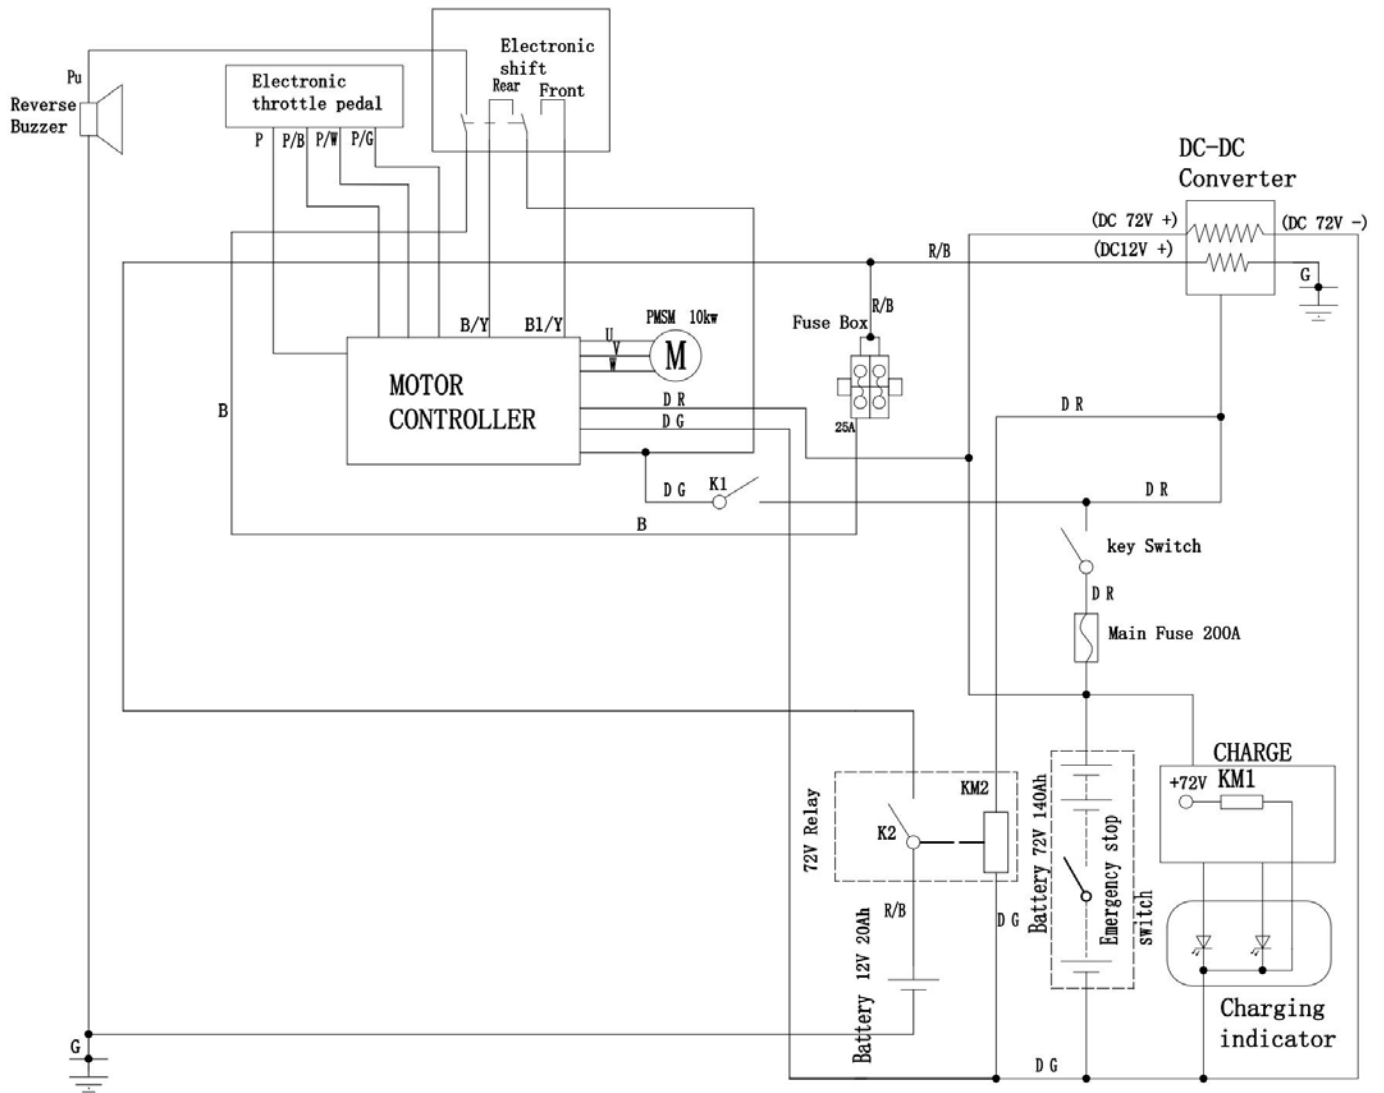 Electronic
shift
Rear
Front
Pu
Reverse
Buzzer
Electronic
throttle pedal
P
P/B
P/W
P/G
DC-DC
Converter
(DC 72V +)
(DC 72V -)
(DC12V +)
R/B
G
R/B
Fuse Box
B/Y
Bl/Y
PMSM 10kw
U
V
W
M
MOTOR
CONTROLLER
D R
D G
25A
D R
B
K1
D G
D R
B
key Switch
D R
Main Fuse 200A
CHARGE
KM1
+72V
KM2
K2
72V Relay
Battery 72V 140Ah
Emergency stop
switch
R/B
D G
Battery 12V 20Ah
Charging
indicator
G
D G